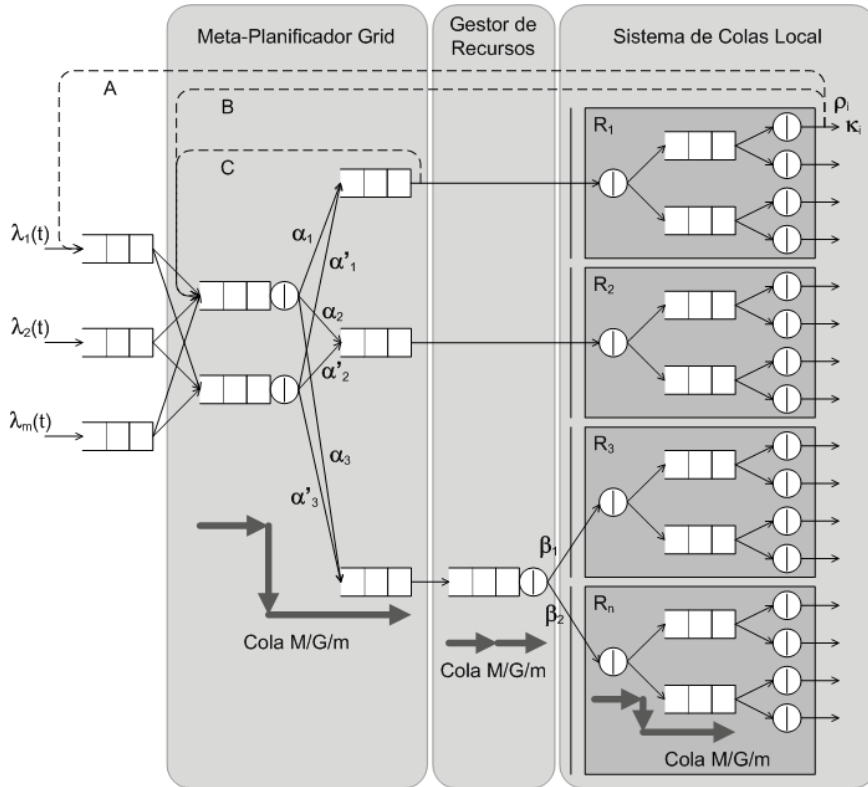 Meta-Planificador Grid
Gestor de
Recursos
Sistema de Colas Local
A
B
C
ρi
κi
R1
λ1(t)
α1
α'1
α2
R2
λ2(t)
α'2
λm(t)
R3
α3
α'3
β1
β2
Rn
Cola M/G/m
Cola M/G/m
Cola M/G/m